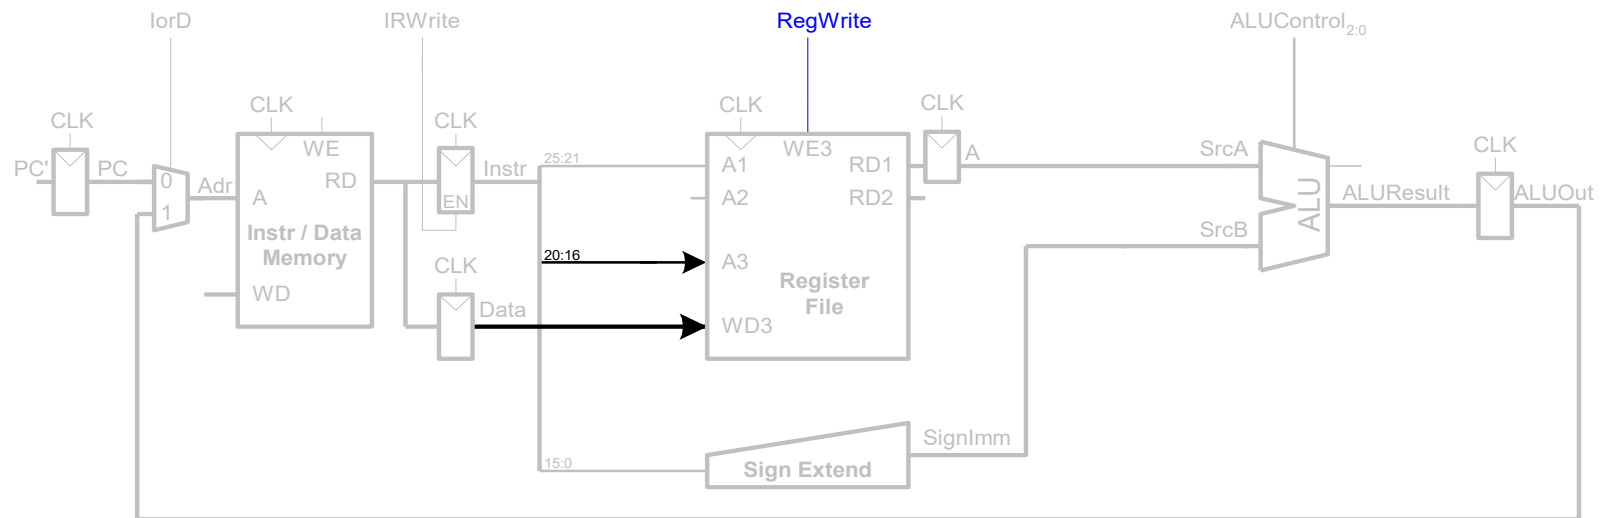 IorD
IRWrite
RegWrite
ALUControl2:0
CLK
CLK
CLK
CLK
CLK
CLK
PC'
PC
0
1
Adr
WE
A
RD
Instr / Data
Memory
WD
EN
Instr
CLK
Data
25:21
20:16
15:0
A1
A2
A3
WD3
WE3
RD1
RD2
Register
File
A
SrcA
SrcB
ALU
ALUResult
ALUOut
SignImm
Sign Extend